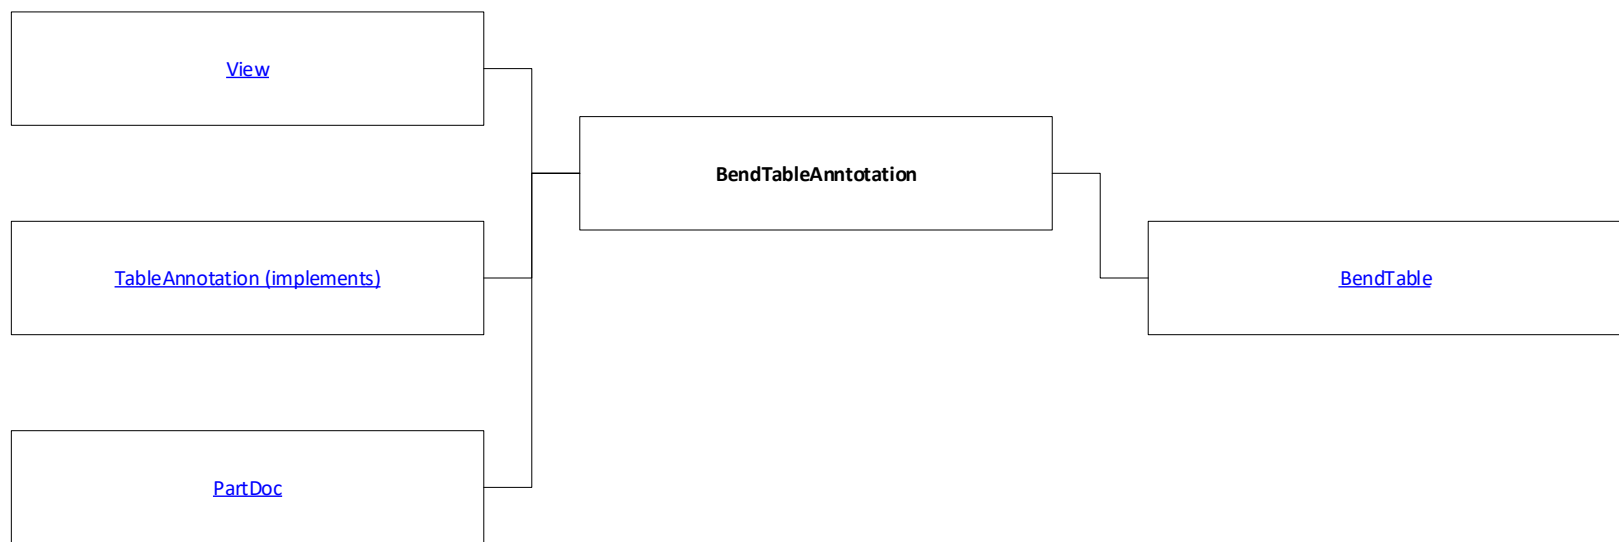 View
BendTableAnntotation
TableAnnotation (implements)
BendTable
PartDoc